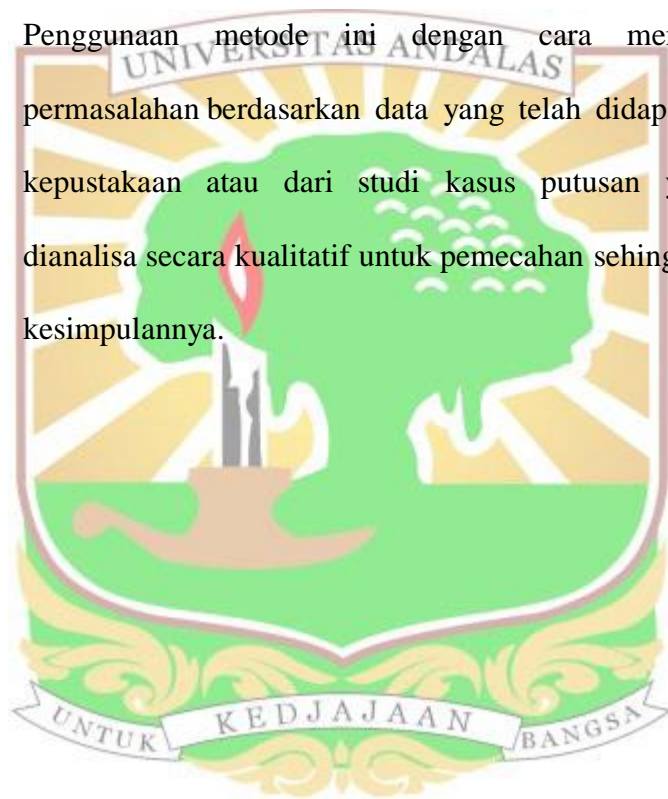 Penggunaan metode ini dengan cara
UNIVERSITAS ANDALAS
permasalahan berdasarkan data yang telah
kepustakaan atau dari studi kasus putusan
dianalisa secara kualitatif untuk pemecahan
kesimpulannya.
UNTUK KEDJAJAAN BANGSA